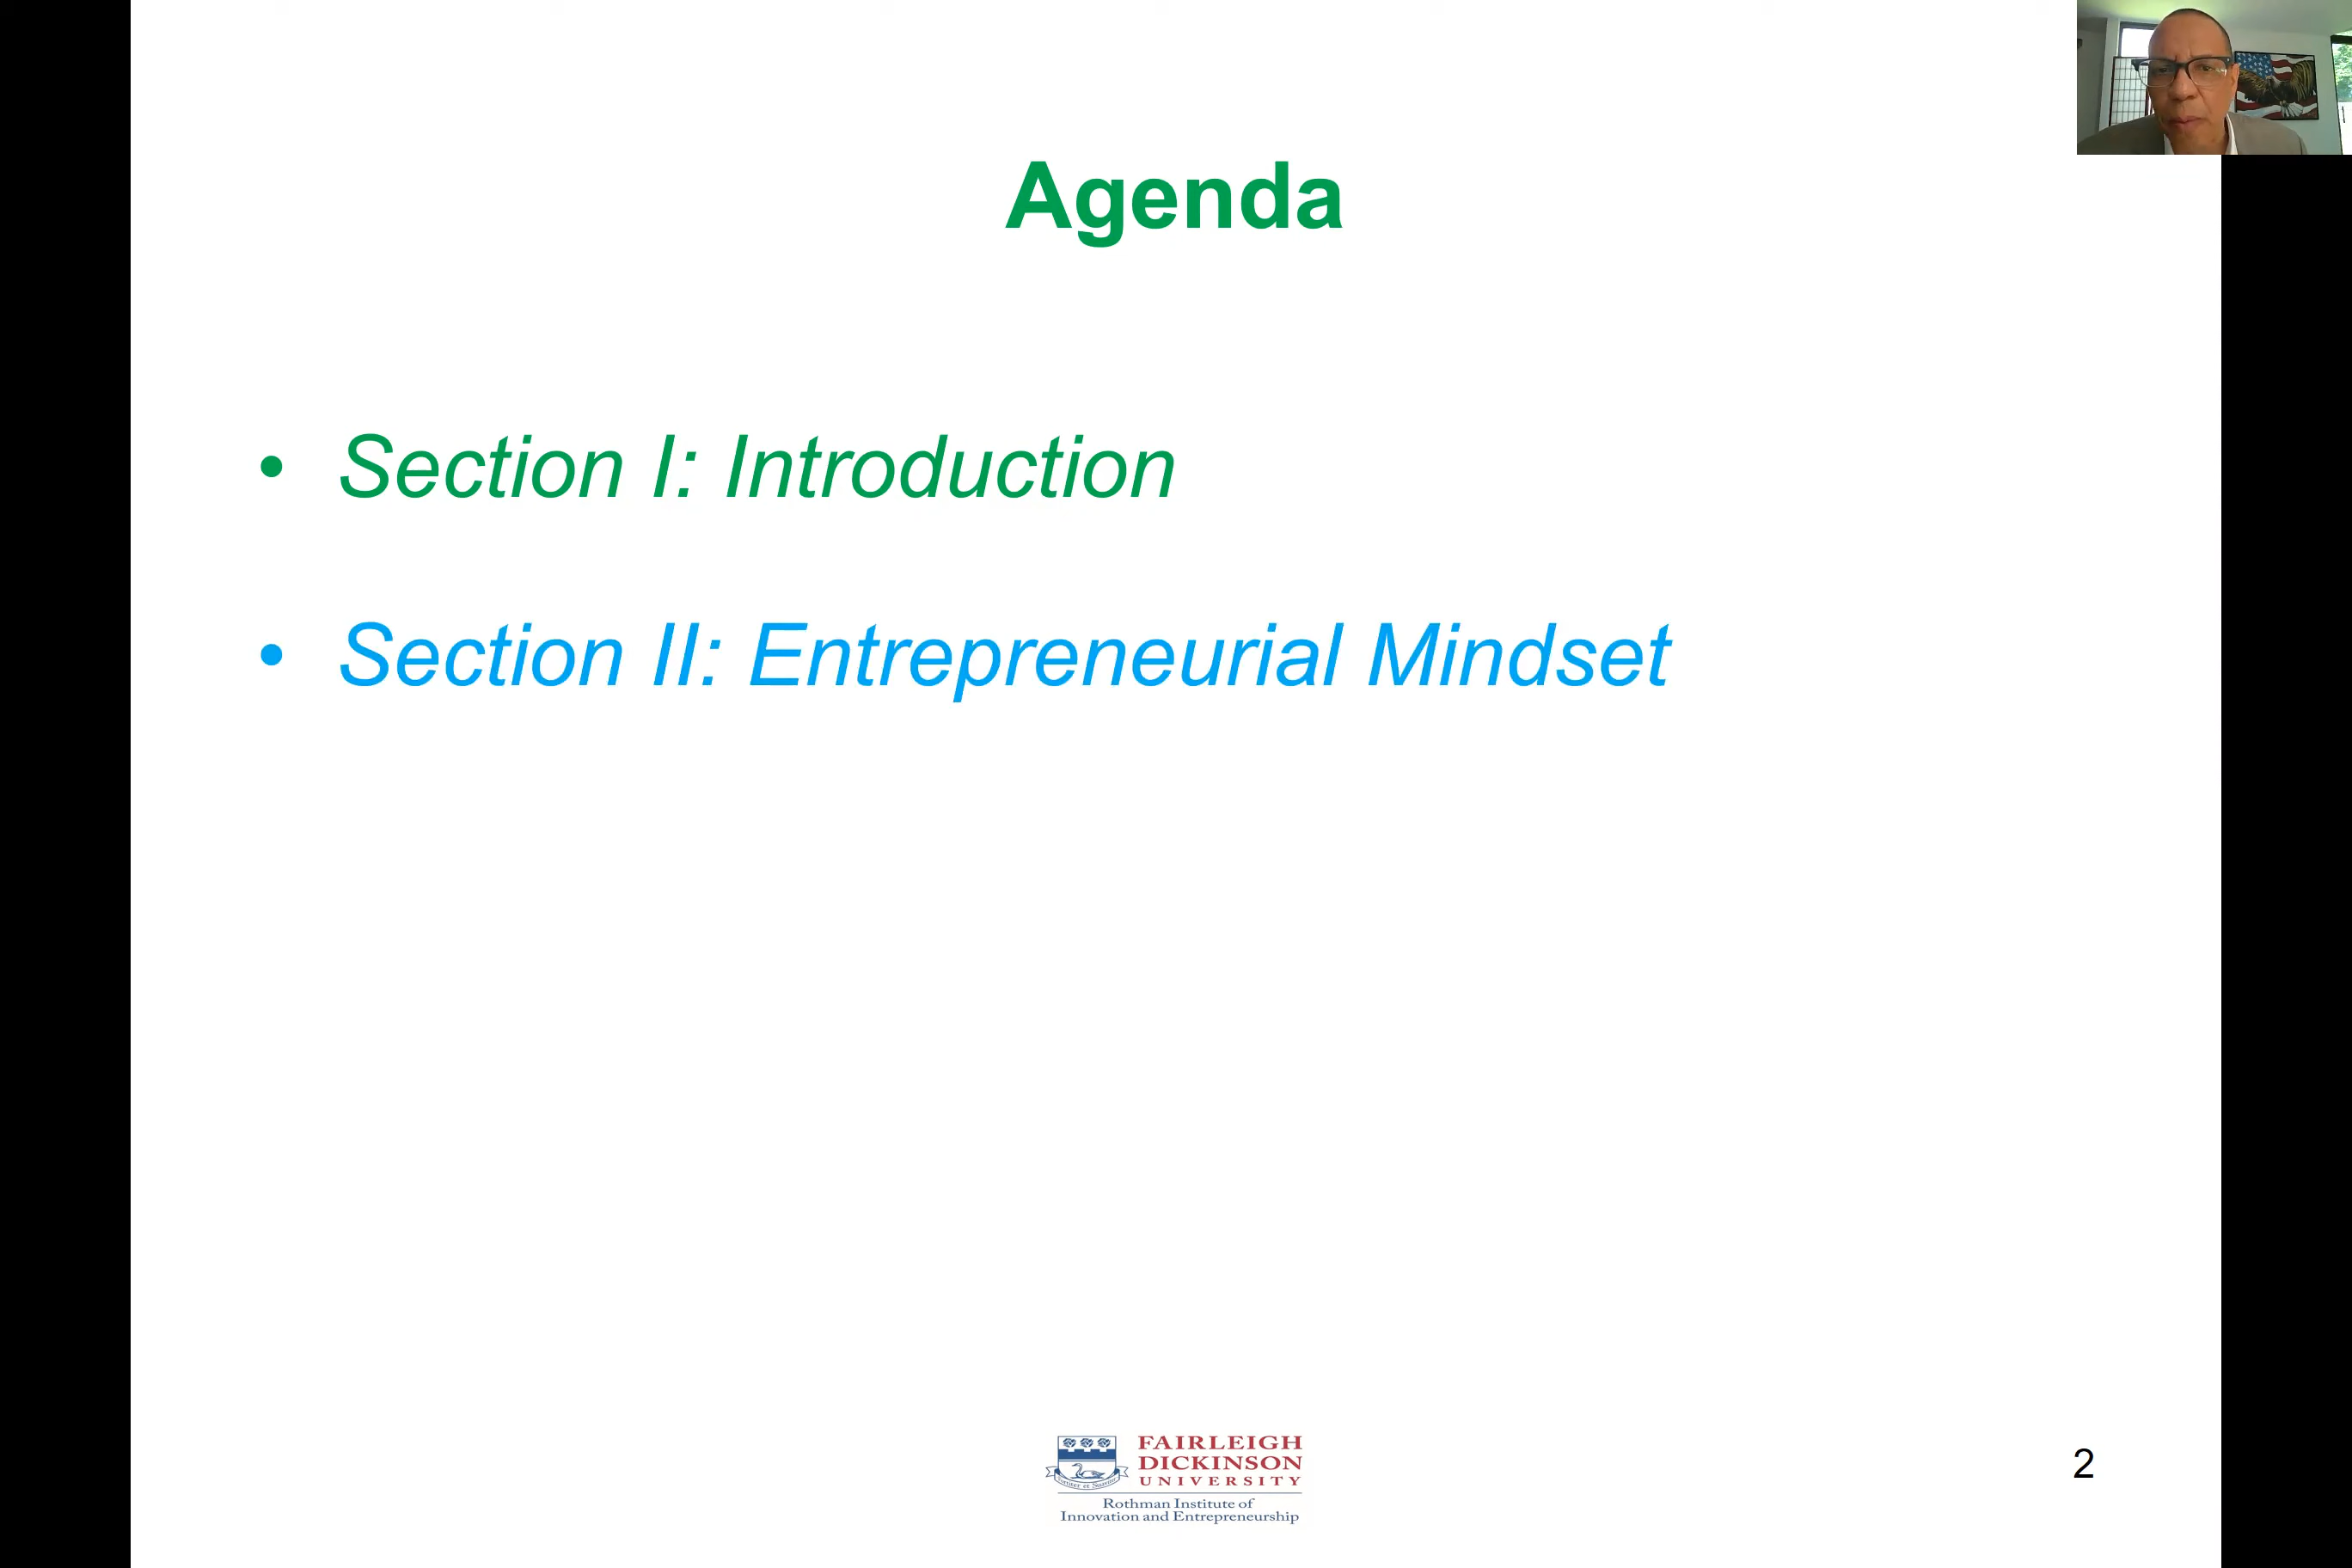 Agenda
• Section I: Introduction
• Section II: Entrepreneurial Mindset
FAIRLEIGH
DICKINSON
UNIVERSITY
Rothman Institute of
Innovation and Entrepreneurship
2